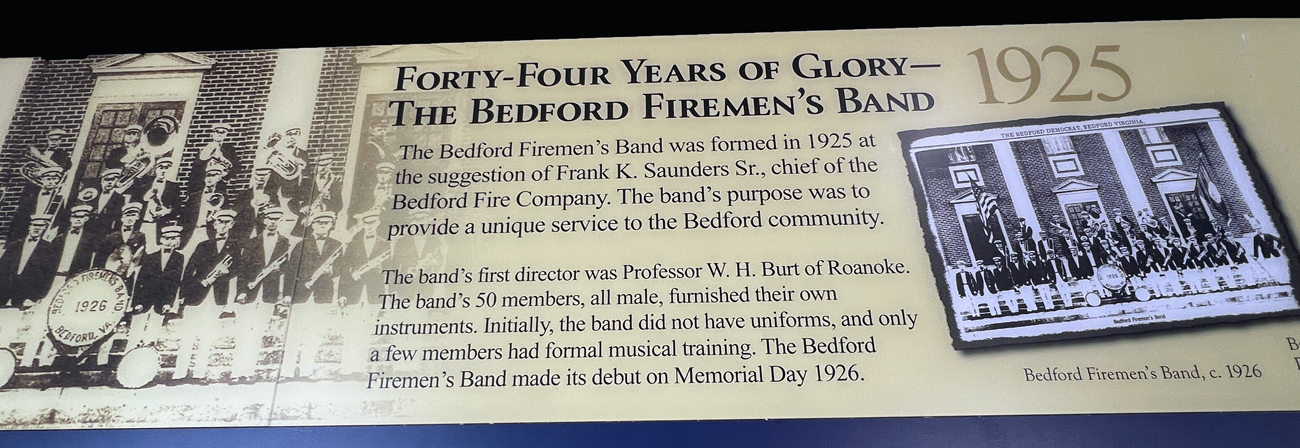 FORTY-FOUR YEARS OF GLORY—
THE BEDFORD FIREMEN'S BAND
1925
The Bedford Firemen's Band was formed in 1925 at
the suggestion of Frank K. Saunders Sr., chief of the
Bedford Fire Company. The band's purpose was to
provide a unique service to the Bedford community.
The band's first director was Professor W. H. Burt of Roanoke.
The band's 50 members, all male, furnished their own
instruments. Initially, the band did not have uniforms, and only
a few members had formal musical training. The Bedford
Firemen's Band made its debut on Memorial Day 1926.
BEDFORD FIREMENS BAND
1926
BEDFORD, VA.
THE BEDFORD DEMOCRAT, BEDFORD VIRGINIA
Bedford Firemen's Band
Bedford Firemen's Band, c. 1926